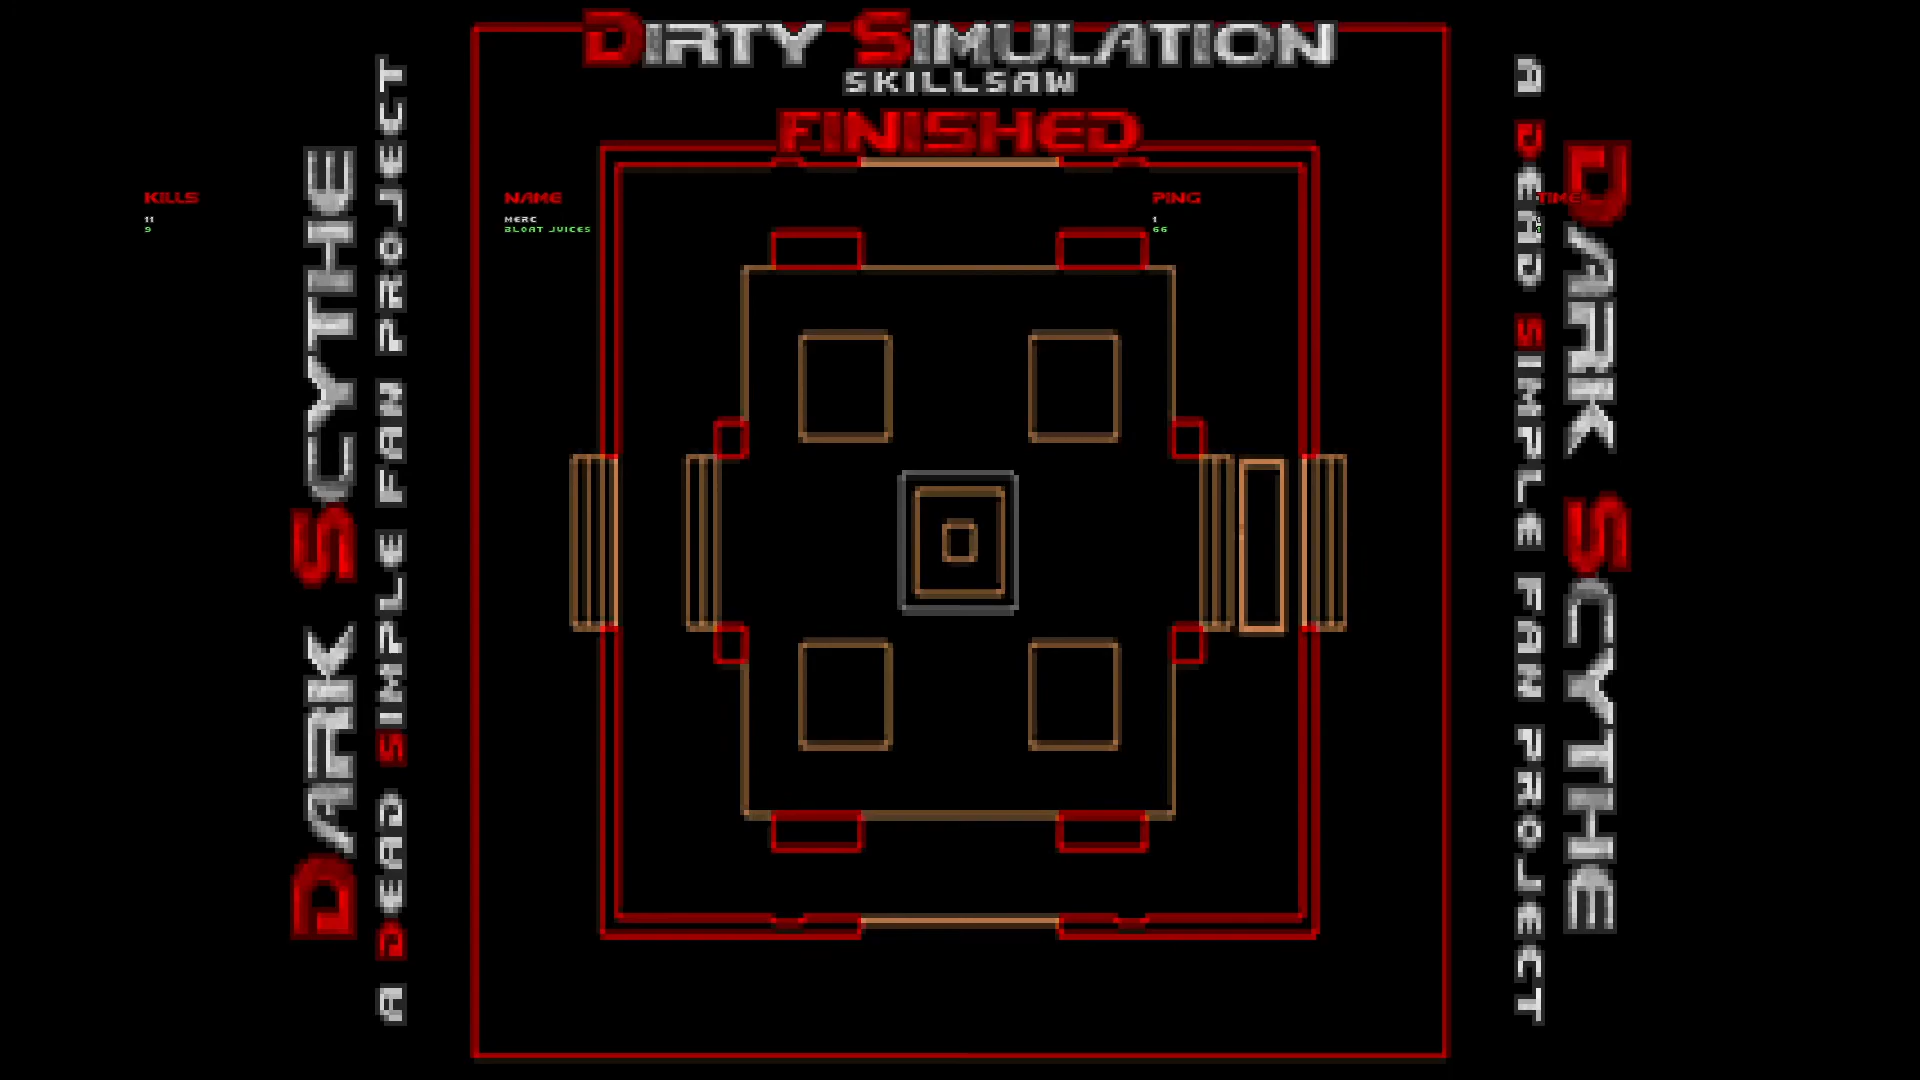 DIRTY SIMULATION
SKILLSAW
FINISHED
KILLS NAME PING TIME
11 MERC 1
9 BLOAT JUICES 66
DARK SCYTHE
A DEAD SIMPLE FAN PROJECT
A DEAD SIMPLE FAN PROJECT
DARK SCYTHE